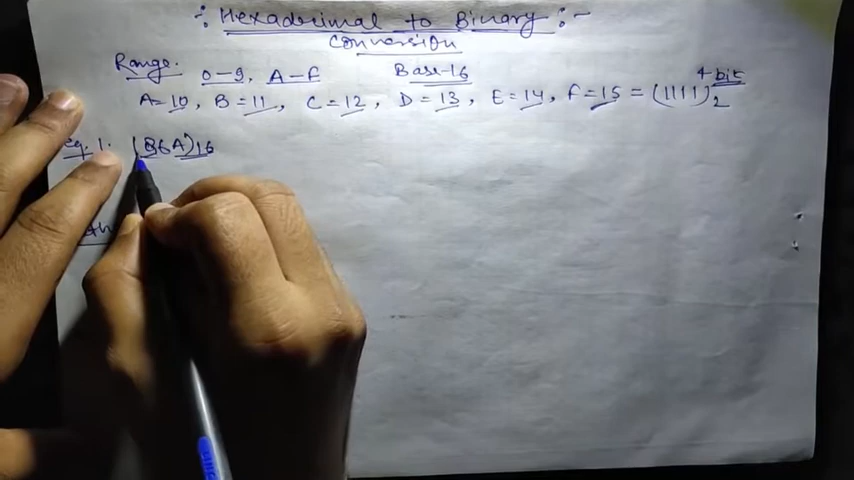 ÷ Hexadecimal to Binary :-
Conversion
Range. 0-9, A-F Base-16 4 bit
A=10, B=11, C=12, D=13, E=14, F=15 = (1111)2
eg. 1. (B6A)16